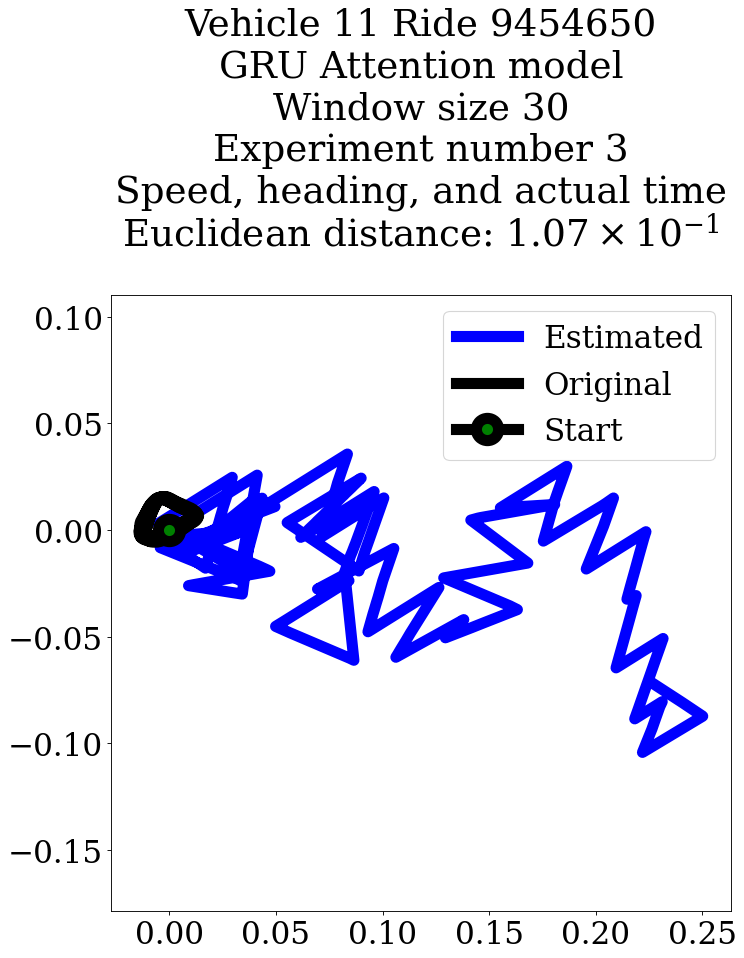 Vehicle 11 Ride 9454650
GRU Attention model
Window size 30
Experiment number 3
Speed, heading, and actual time
Euclidean distance: 1.07 × 10⁻¹
Estimated
Original
Start
0.10
0.05
0.00
−0.05
−0.10
−0.15
0.00 0.05 0.10 0.15 0.20 0.25